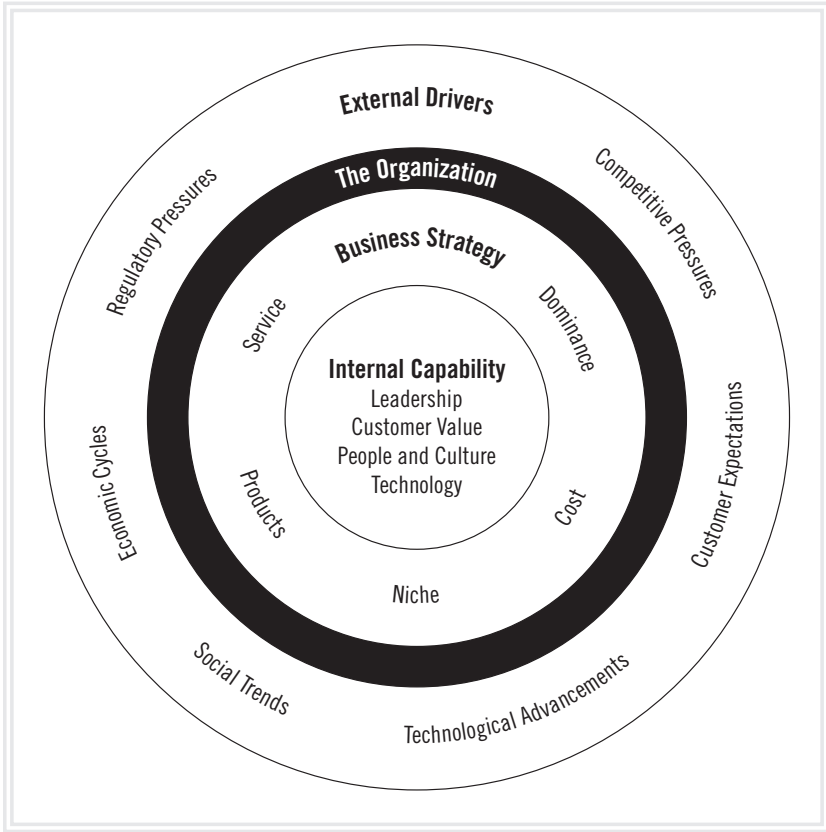 External Drivers
Competitive Pressures
Customer Expectations
Technological Advancements
Social Trends
Economic Cycles
Regulatory Pressures
The Organization
Business Strategy
Dominance
Cost
Niche
Products
Service
Internal Capability
Leadership
Customer Value
People and Culture
Technology